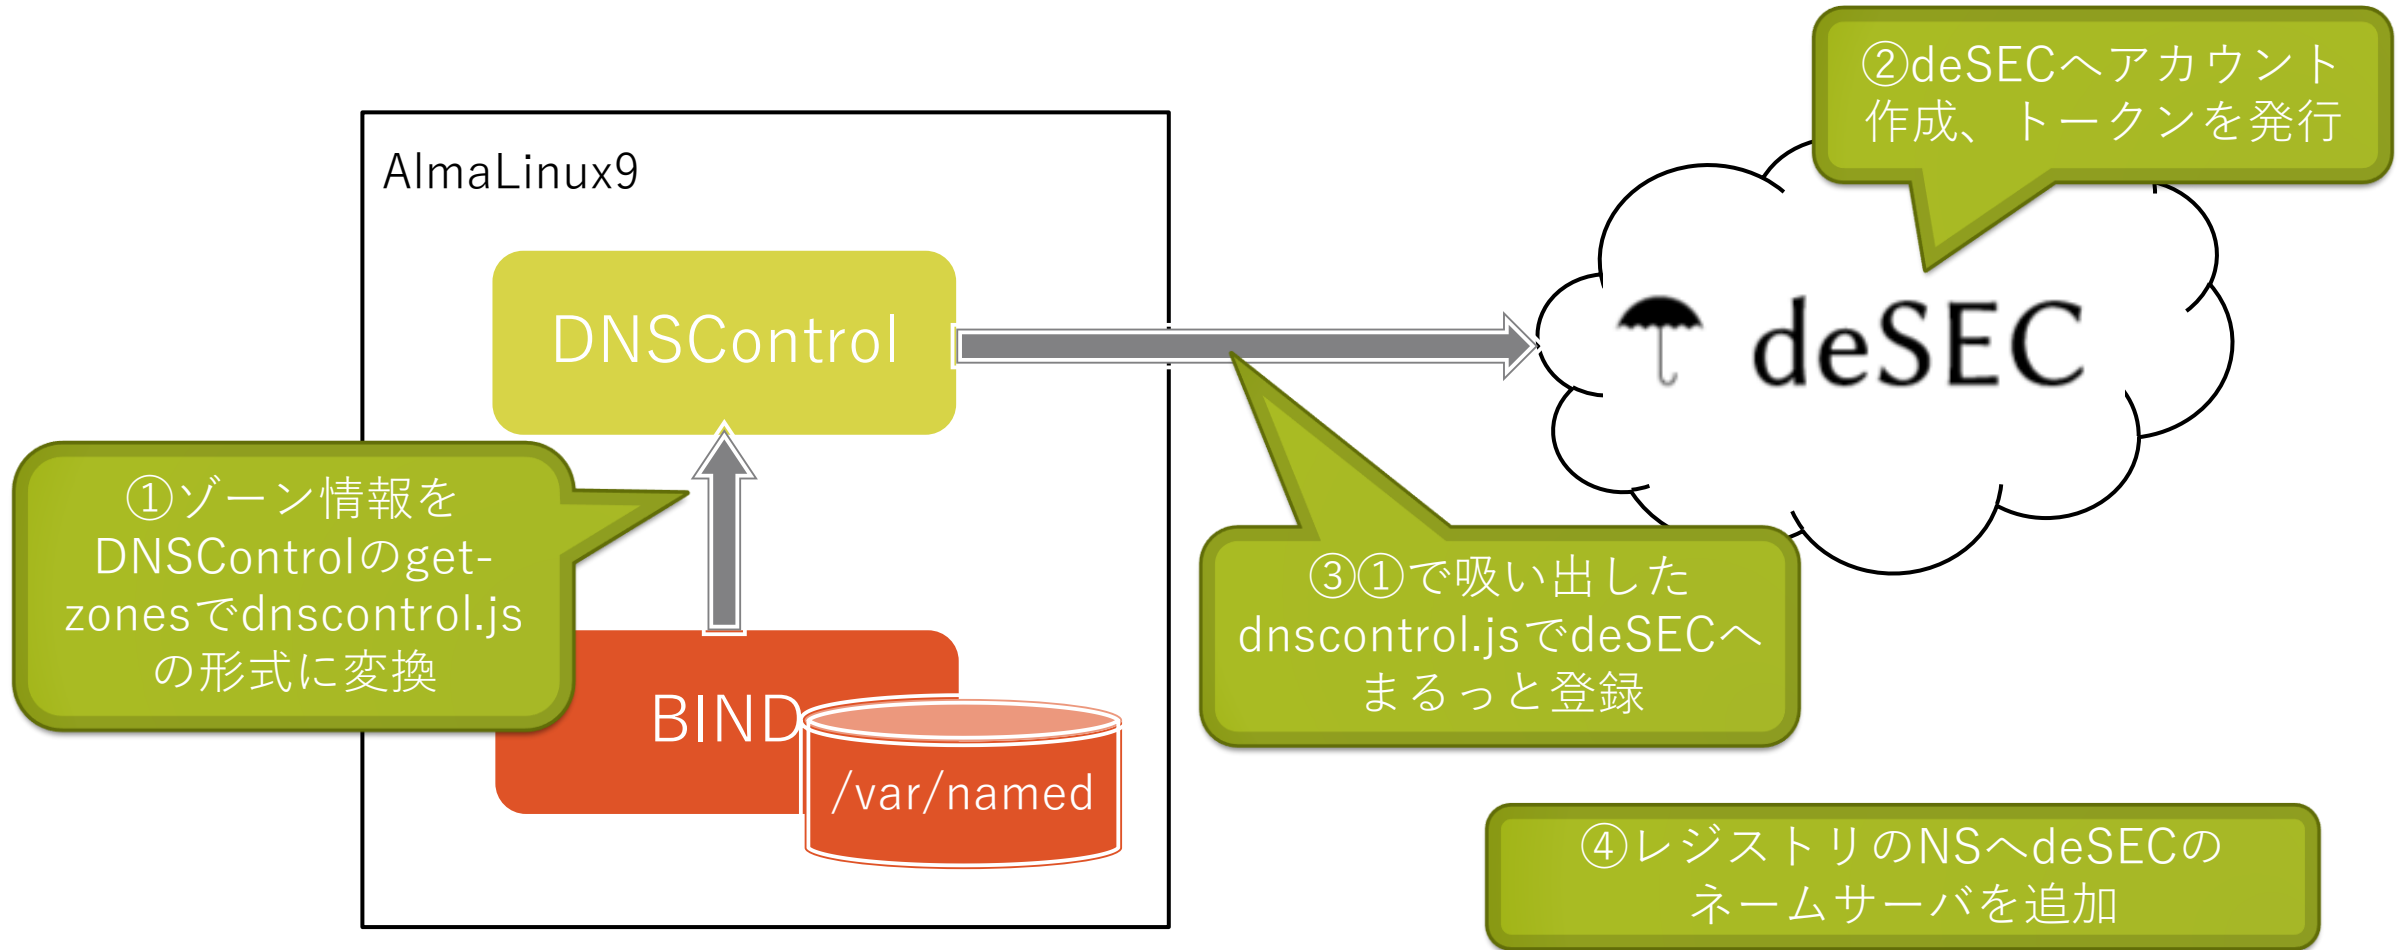 ②deSECへアカウント
作成、トークンを発行
AlmaLinux9
DNSControl
deSEC
①ゾーン情報を
DNSControlのget-
zonesでdnscontrol.js
の形式に変換
③①で吸い出した
dnscontrol.jsでdeSECへ
まるっと登録
BIND
/var/named
④レジストリのNSへdeSECの
ネームサーバを追加